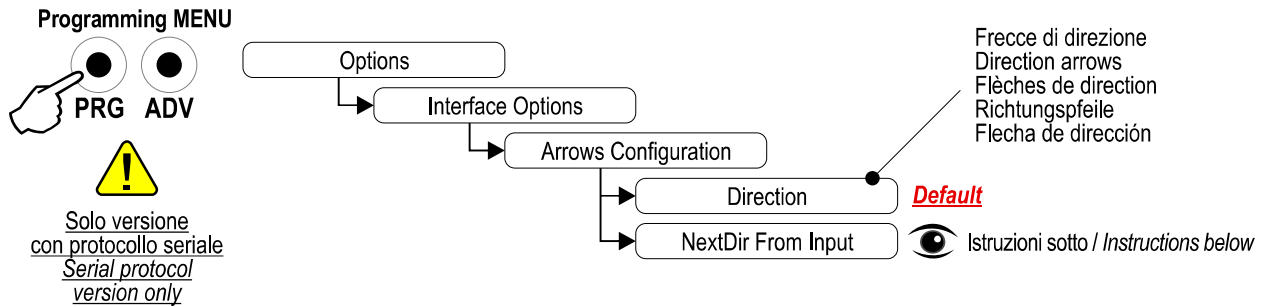 Programming MENU
PRG ADV
Solo versione
con protocollo seriale
Serial protocol
version only
Options
Interface Options
Arrows Configuration
Direction
Default
NextDir From Input
Istruzioni sotto / Instructions below
Frecce di direzione
Direction arrows
Flèches de direction
Richtungspfeile
Flecha de dirección